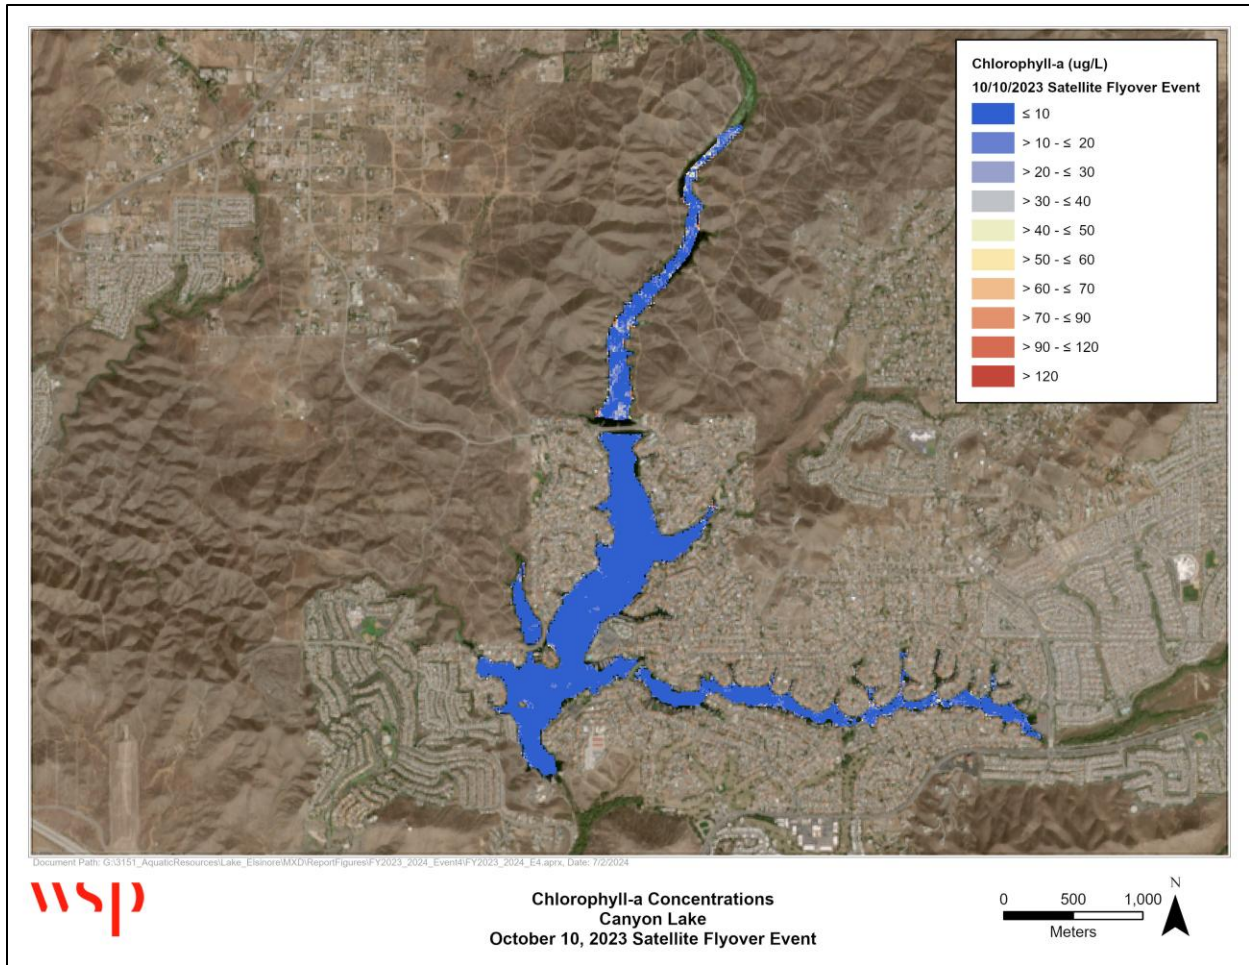 Chlorophyll-a (ug/L)
10/10/2023 Satellite Flyover Event
≤ 10
> 10 - ≤ 20
> 20 - ≤ 30
> 30 - ≤ 40
> 40 - ≤ 50
> 50 - ≤ 60
> 60 - ≤ 70
> 70 - ≤ 90
> 90 - ≤ 120
> 120
Document Path: G:\3151_AquaticResources\Lake_Elsinore\MXD\ReportFigures\FY2023_2024_Event4\FY2023_2024_E4.aprx, Date: 7/2/2024
wsp
Chlorophyll-a Concentrations
Canyon Lake
October 10, 2023 Satellite Flyover Event
0 500 1,000
Meters
N